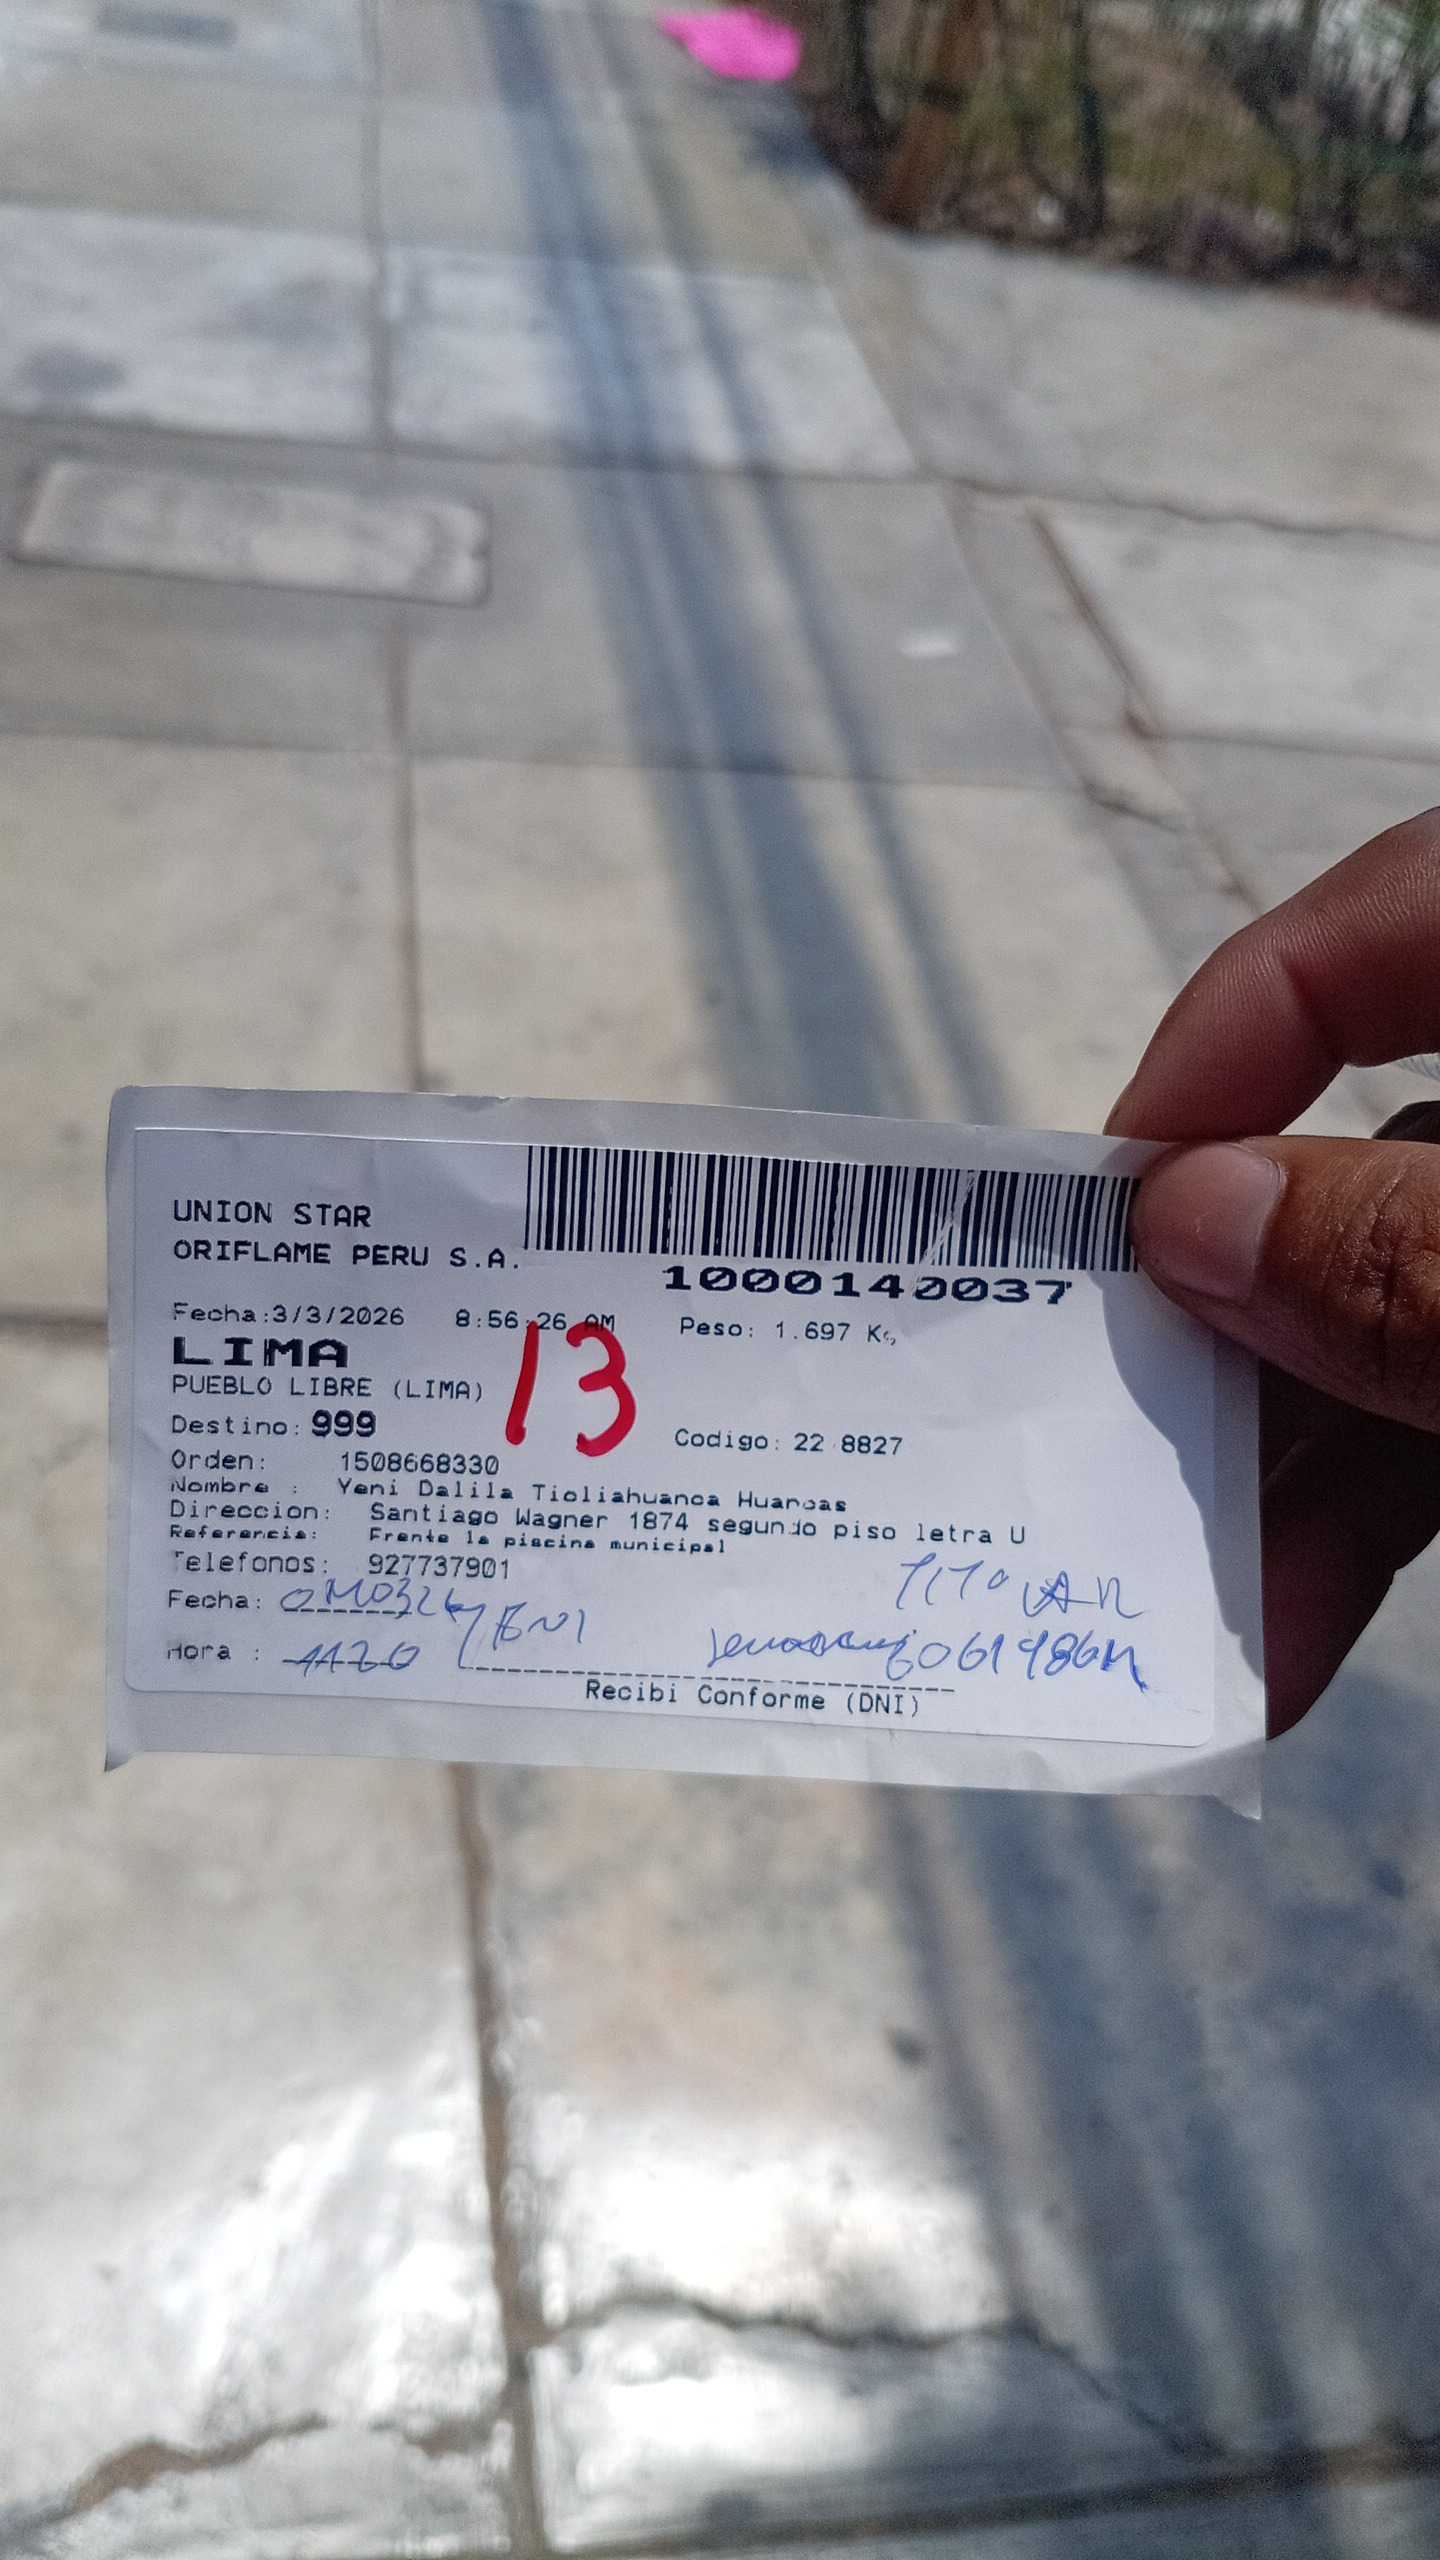 UNION STAR
ORIFLAME PERU S.A.
1000140037
Fecha:3/3/2026 8:56:26 AM Peso: 1.697 Kg
13
LIMA
PUEBLO LIBRE (LIMA)
Destino: 999
Codigo: 22 8827
Orden: 1508668330
Nombre : Yeni Dalila Ticliahuanca Huancas
Direccion: Santiago Wagner 1874 segundo piso letra U
Referencia: Frente la piscina municipal
Telefonos: 927737901
Fecha:
Hora : 1120
Recibi Conforme (DNI)